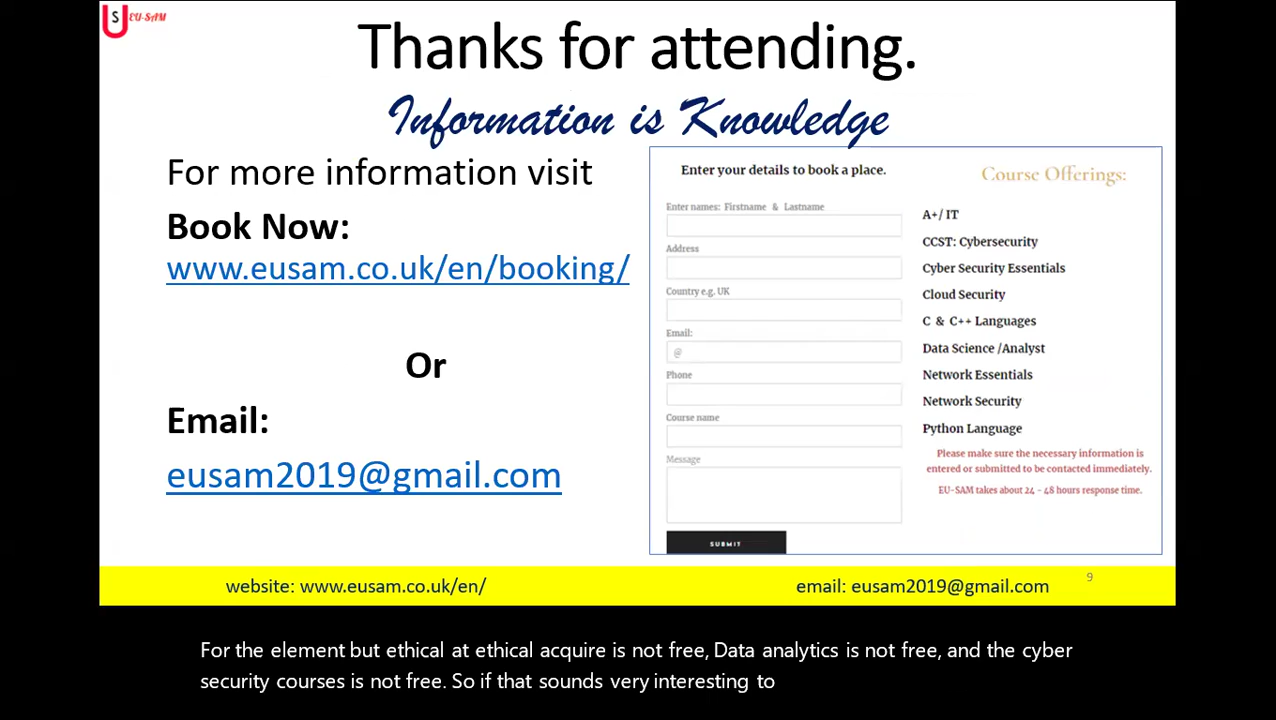 S EU-SAM
U
Thanks for attending.
Information is Knowledge
For more information visit
Book Now:
www.eusam.co.uk/en/booking/
Or
Email:
eusam2019@gmail.com
Enter your details to book a place.
Enter names: Firstname & Lastname
Address
Country e.g. UK
Email:
@
Phone
Course name
Message
SUBMIT
Course Offerings:
A+/ IT
CCST: Cybersecurity
Cyber Security Essentials
Cloud Security
C & C++ Languages
Data Science /Analyst
Network Essentials
Network Security
Python Language
Please make sure the necessary information is
entered or submitted to be contacted immediately.
EU-SAM takes about 24 - 48 hours response time.
website: www.eusam.co.uk/en/
email: eusam2019@gmail.com
9
For the element but ethical at ethical acquire is not free, Data analytics is not free, and the cyber
security courses is not free. So if that sounds very interesting to